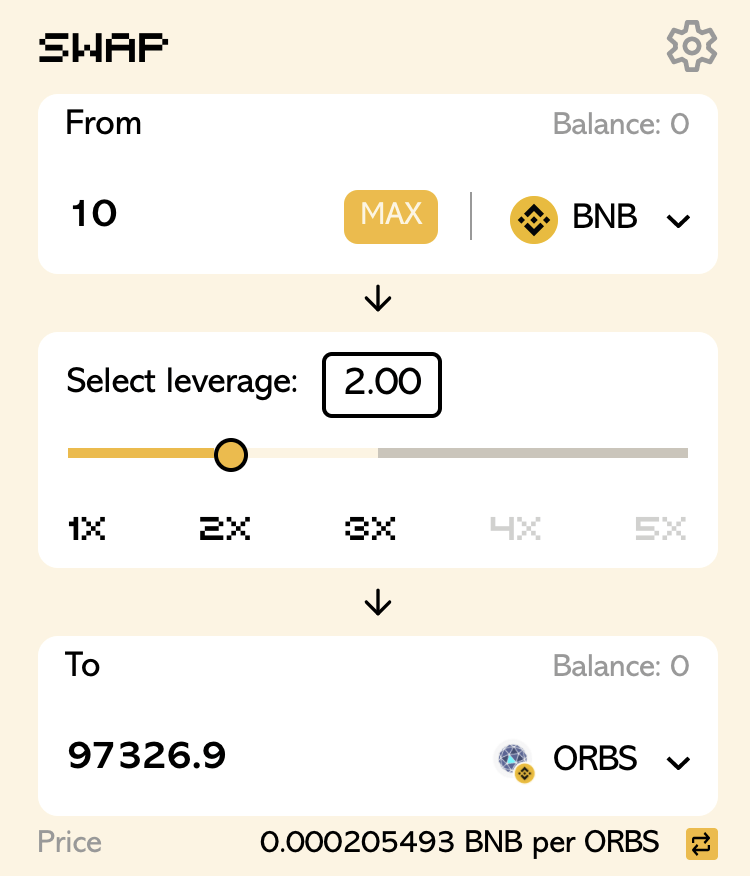 SWAP
From Balance: 0
10 MAX BNB
Select leverage: 2.00
1X 2X 3X 4X 5X
To Balance: 0
97326.9 ORBS
Price 0.000205493 BNB per ORBS